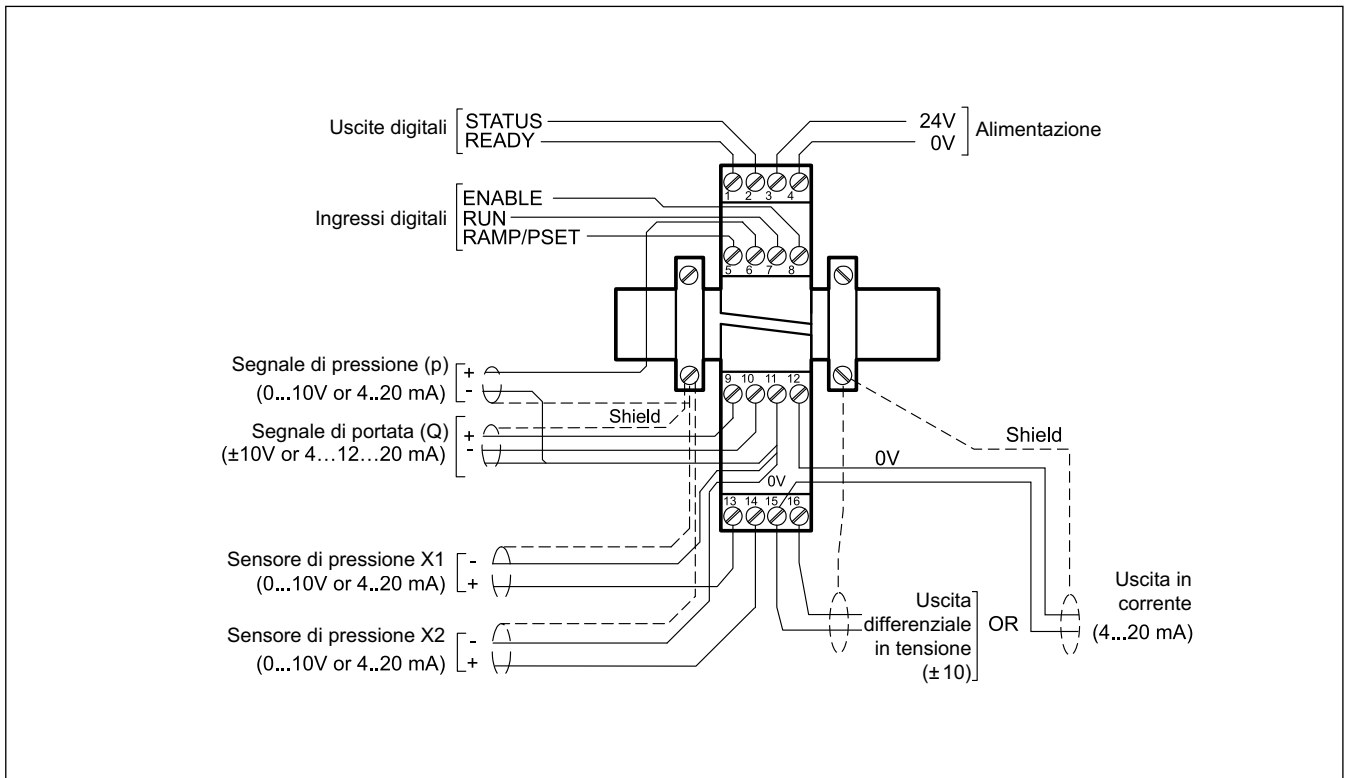 Uscite digitali
STATUS
READY
24V
0V
Alimentazione
1 2 3 4
Ingressi digitali
ENABLE
RUN
RAMP/PSET
5 6 7 8
Segnale di pressione (p)
(0...10V or 4..20 mA)
+
-
Shield
Segnale di portata (Q)
(±10V or 4...12...20 mA)
+
-
9 10 11 12
Shield
0V
0V
13 14 15 16
Sensore di pressione X1
(0...10V or 4..20 mA)
-
+
Sensore di pressione X2
(0...10V or 4..20 mA)
-
+
Uscita
differenziale
in tensione
(±10)
OR
Uscita in
corrente
(4...20 mA)